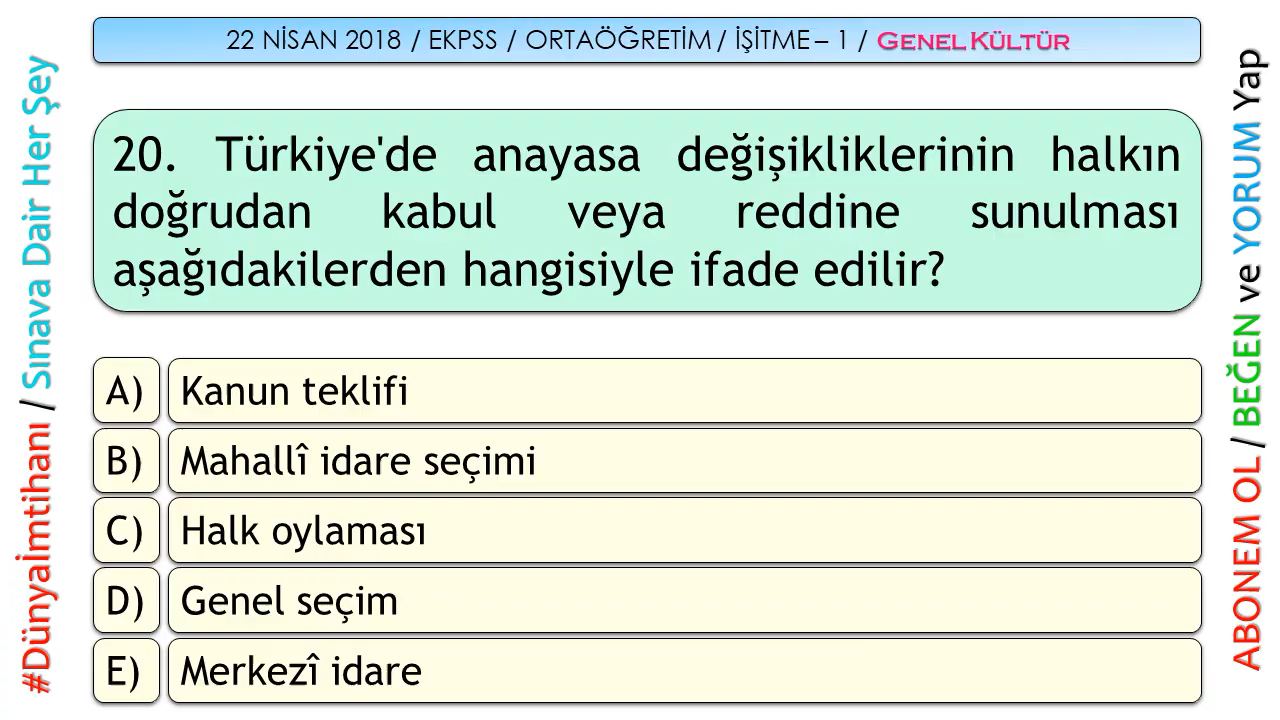 22 NİSAN 2018 / EKPSS / ORTAÖĞRETİM / İŞİTME – 1 / GENEL KÜLTÜR
20. Türkiye'de anayasa değişikliklerinin halkın
doğrudan kabul veya reddine sunulması
aşağıdakilerden hangisiyle ifade edilir?
A) Kanun teklifi
B) Mahallî idare seçimi
C) Halk oylaması
D) Genel seçim
E) Merkezî idare
#Dünyaİmtihanı / Sınava Dair Her Şey
ABONEM OL / BEĞEN ve YORUM Yap